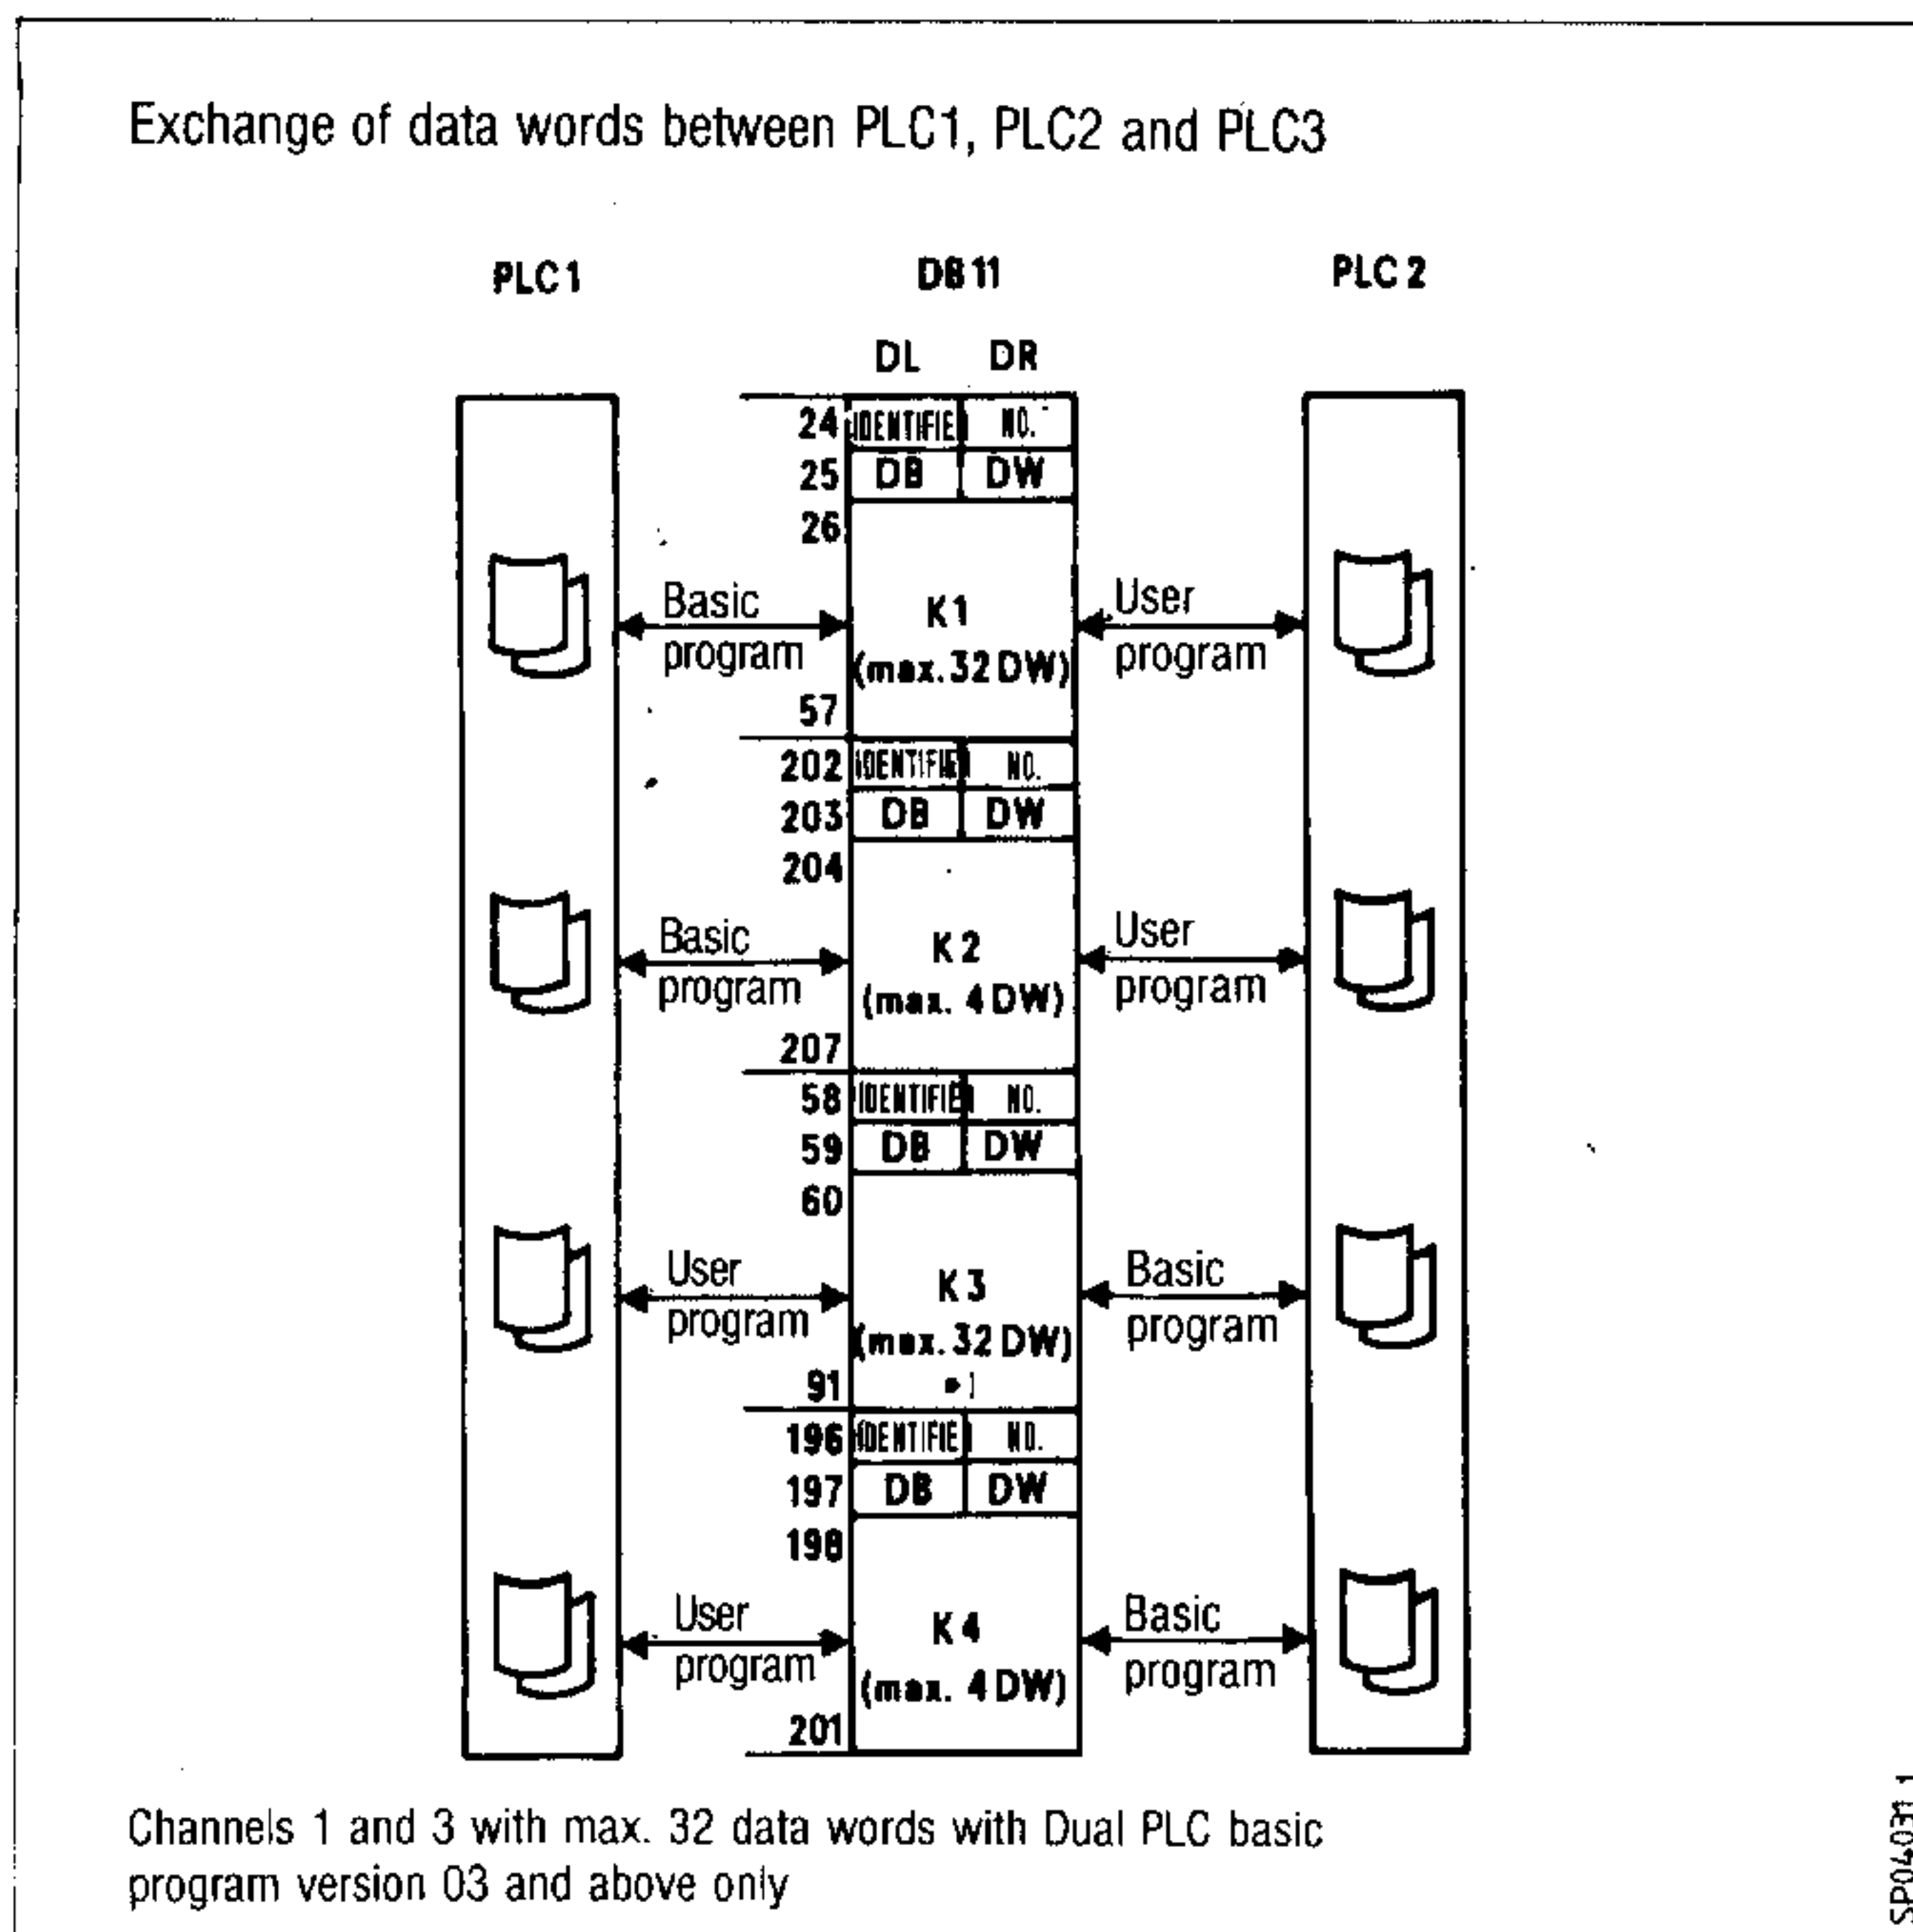 Exchange of data words between PLC1, PLC2 and PLC3
PLC1 DB11 PLC2
DL DR
24 IDENTIFIE NO.
25 DB DW
26
Basic program K1 (max. 32 DW) User program
57
202 IDENTIFIE NO.
203 DB DW
204
Basic program K2 (max. 4 DW) User program
207
58 IDENTIFIE NO.
59 DB DW
60
User program K3 (max. 32 DW) Basic program
91
196 IDENTIFIE NO.
197 DB DW
198
User program K4 (max. 4 DW) Basic program
201
Channels 1 and 3 with max. 32 data words with Dual PLC basic
program version 03 and above only